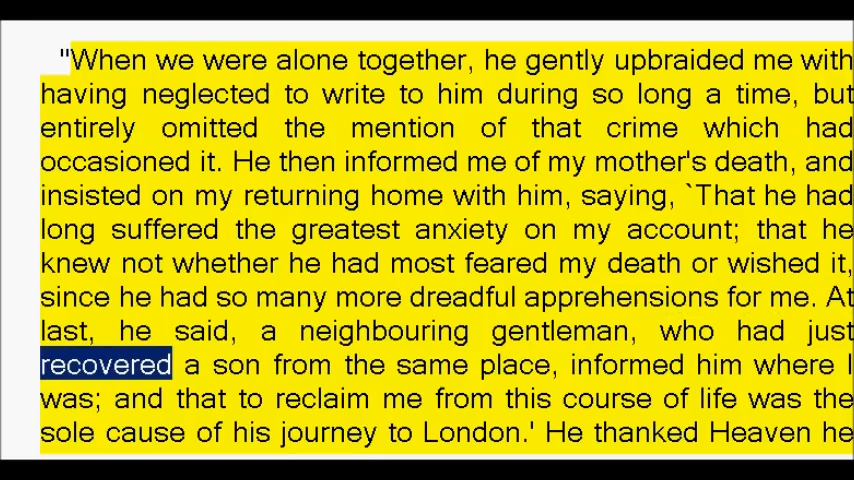 "When we were alone together, he gently upbraided me with
having neglected to write to him during so long a time, but
entirely omitted the mention of that crime which had
occasioned it. He then informed me of my mother's death, and
insisted on my returning home with him, saying, `That he had
long suffered the greatest anxiety on my account; that he
knew not whether he had most feared my death or wished it,
since he had so many more dreadful apprehensions for me. At
last, he said, a neighbouring gentleman, who had just
recovered a son from the same place, informed him where I
was; and that to reclaim me from this course of life was the
sole cause of his journey to London.' He thanked Heaven he